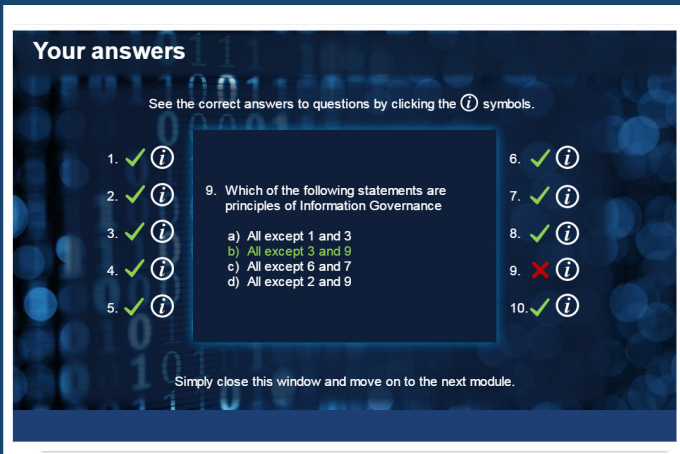 Your answers
See the correct answers to questions by clicking the i symbols.
1. i
2. i
3. i
4. i
5. i
9. Which of the following statements are
principles of Information Governance
a) All except 1 and 3
b) All except 3 and 9
c) All except 6 and 7
d) All except 2 and 9
6. i
7. i
8. i
9. i
10. i
Simply close this window and move on to the next module.